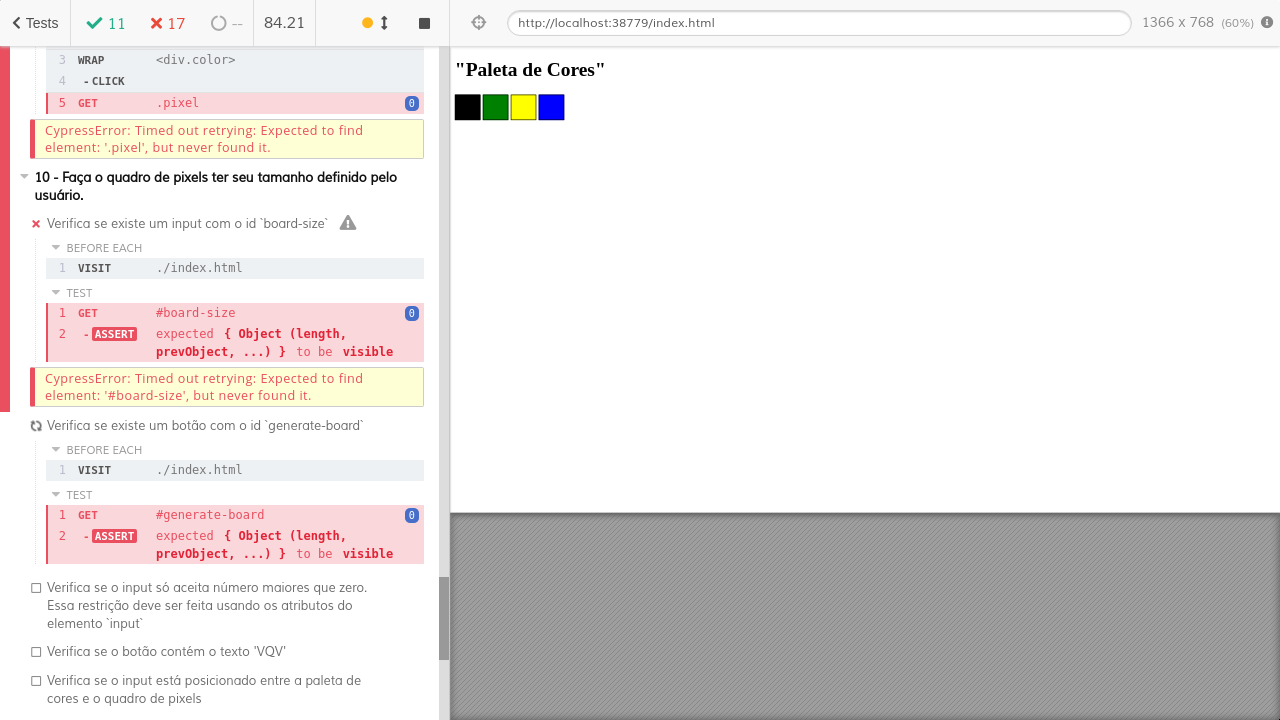 Tests 11 17 -- 84.21 http://localhost:38779/index.html 1366 x 768 (60%)
3 WRAP <div.color>
4 - CLICK
5 GET .pixel 0
CypressError: Timed out retrying: Expected to find
element: '.pixel', but never found it.
10 - Faça o quadro de pixels ter seu tamanho definido pelo
usuário.
Verifica se existe um input com o id `board-size`
BEFORE EACH
1 VISIT ./index.html
TEST
1 GET #board-size 0
2 - ASSERT expected { Object (length,
prevObject, ...) } to be visible
CypressError: Timed out retrying: Expected to find
element: '#board-size', but never found it.
Verifica se existe um botão com o id `generate-board`
BEFORE EACH
1 VISIT ./index.html
TEST
1 GET #generate-board 0
2 - ASSERT expected { Object (length,
prevObject, ...) } to be visible
Verifica se o input só aceita número maiores que zero.
Essa restrição deve ser feita usando os atributos do
elemento `input`
Verifica se o botão contém o texto 'VQV'
Verifica se o input está posicionado entre a paleta de
cores e o quadro de pixels
"Paleta de Cores"